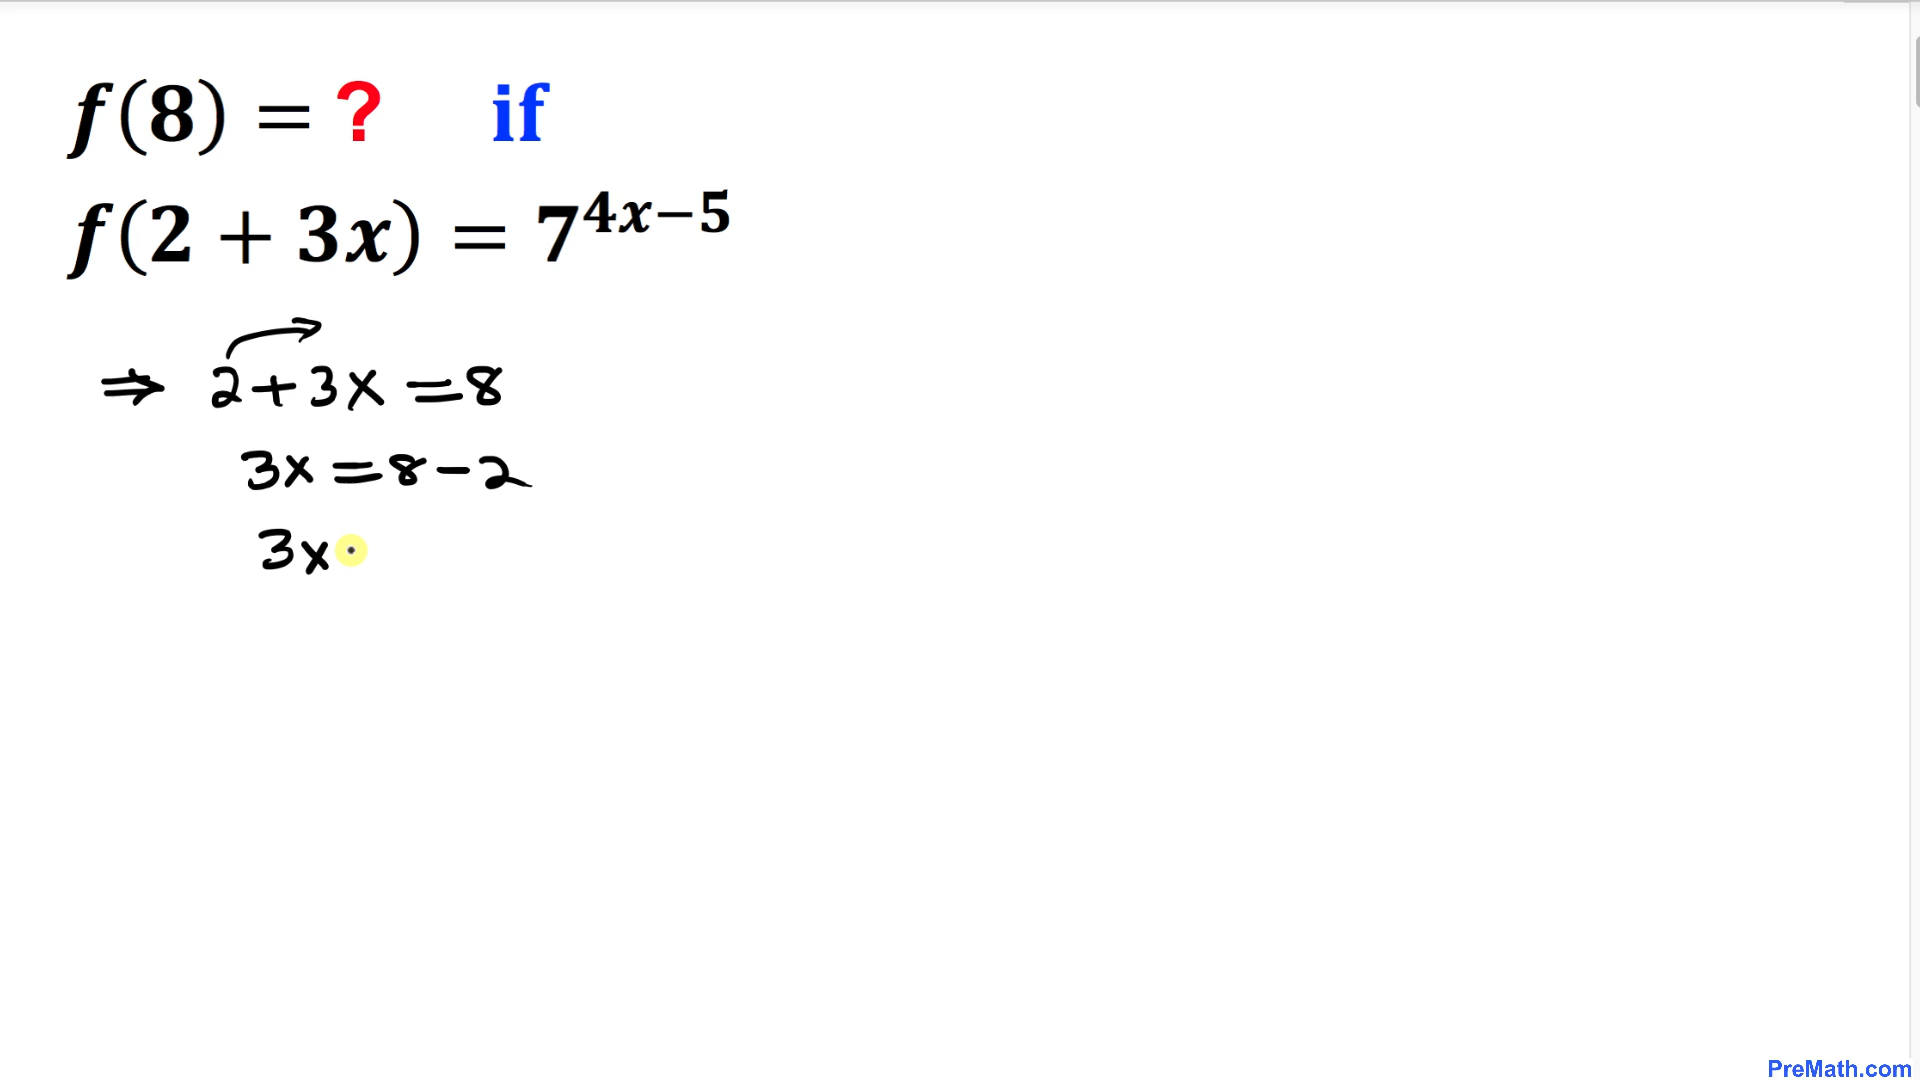 f(8) = ? if
f(2 + 3x) = 7^{4x−5}
⇒ 2+3x=8
3x=8-2
3x
PreMath.com